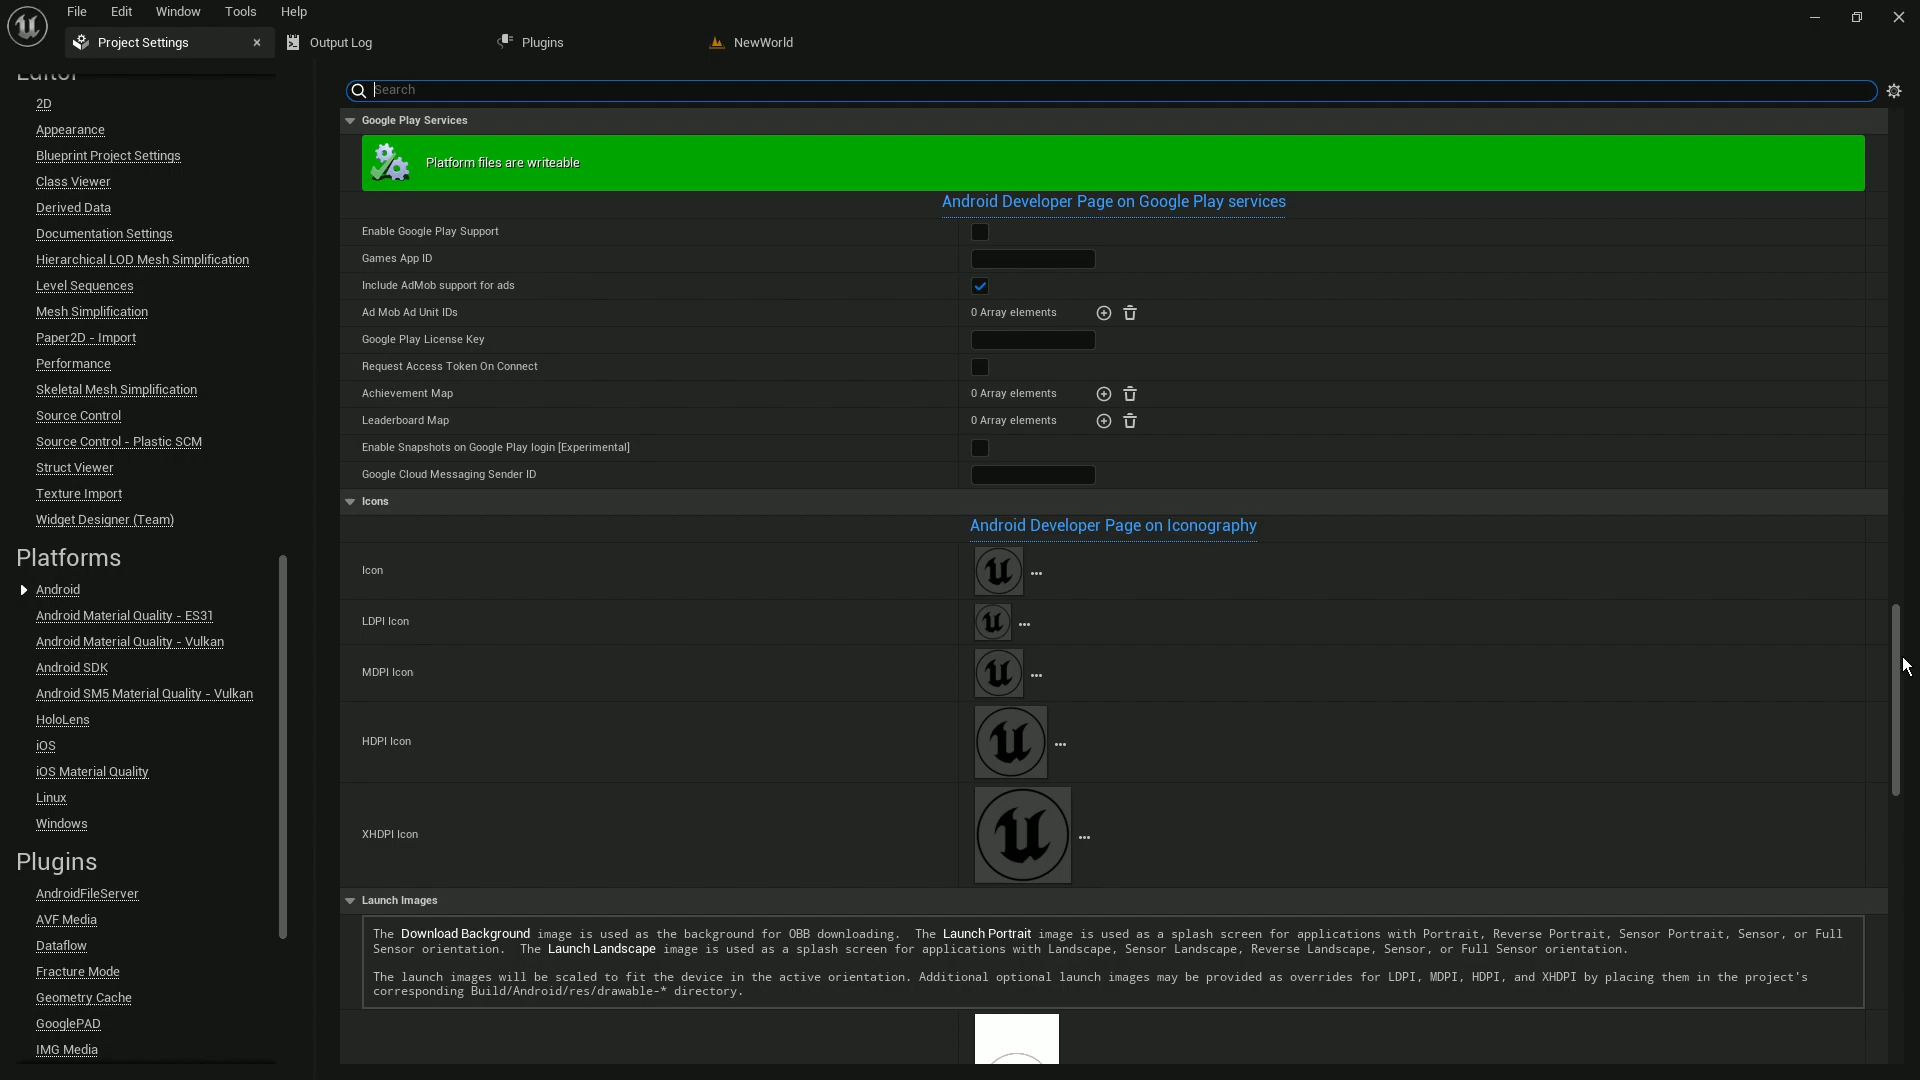 File Edit Window Tools Help
Project Settings Output Log Plugins NewWorld
Editor
2D
Appearance
Blueprint Project Settings
Class Viewer
Derived Data
Documentation Settings
Hierarchical LOD Mesh Simplification
Level Sequences
Mesh Simplification
Paper2D - Import
Performance
Skeletal Mesh Simplification
Source Control
Source Control - Plastic SCM
Struct Viewer
Texture Import
Widget Designer (Team)
Platforms
Android
Android Material Quality - ES31
Android Material Quality - Vulkan
Android SDK
Android SM5 Material Quality - Vulkan
HoloLens
iOS
iOS Material Quality
Linux
Windows
Plugins
AndroidFileServer
AVF Media
Dataflow
Fracture Mode
Geometry Cache
GooglePAD
IMG Media
Search
Google Play Services
Platform files are writeable
Android Developer Page on Google Play services
Enable Google Play Support
Games App ID
Include AdMob support for ads
Ad Mob Ad Unit IDs 0 Array elements
Google Play License Key
Request Access Token On Connect
Achievement Map 0 Array elements
Leaderboard Map 0 Array elements
Enable Snapshots on Google Play login [Experimental]
Google Cloud Messaging Sender ID
Icons
Android Developer Page on Iconography
Icon
LDPI Icon
MDPI Icon
HDPI Icon
XHDPI Icon
Launch Images
The Download Background image is used as the background for OBB downloading. The Launch Portrait image is used as a splash screen for applications with Portrait, Reverse Portrait, Sensor Portrait, Sensor, or Full
Sensor orientation. The Launch Landscape image is used as a splash screen for applications with Landscape, Sensor Landscape, Reverse Landscape, Sensor, or Full Sensor orientation.
The launch images will be scaled to fit the device in the active orientation. Additional optional launch images may be provided as overrides for LDPI, MDPI, HDPI, and XHDPI by placing them in the project's
corresponding Build/Android/res/drawable-* directory.